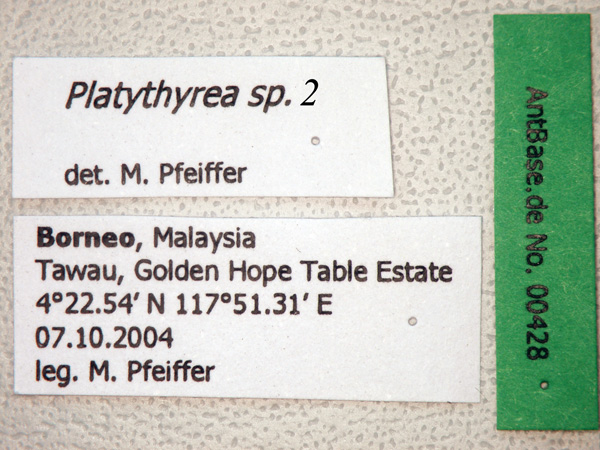 Platythyrea sp. 2
det. M. Pfeiffer
Borneo, Malaysia
Tawau, Golden Hope Table Estate
4°22.54’ N 117°51.31’ E
07.10.2004
leg. M. Pfeiffer
AntBase.de No. 00428